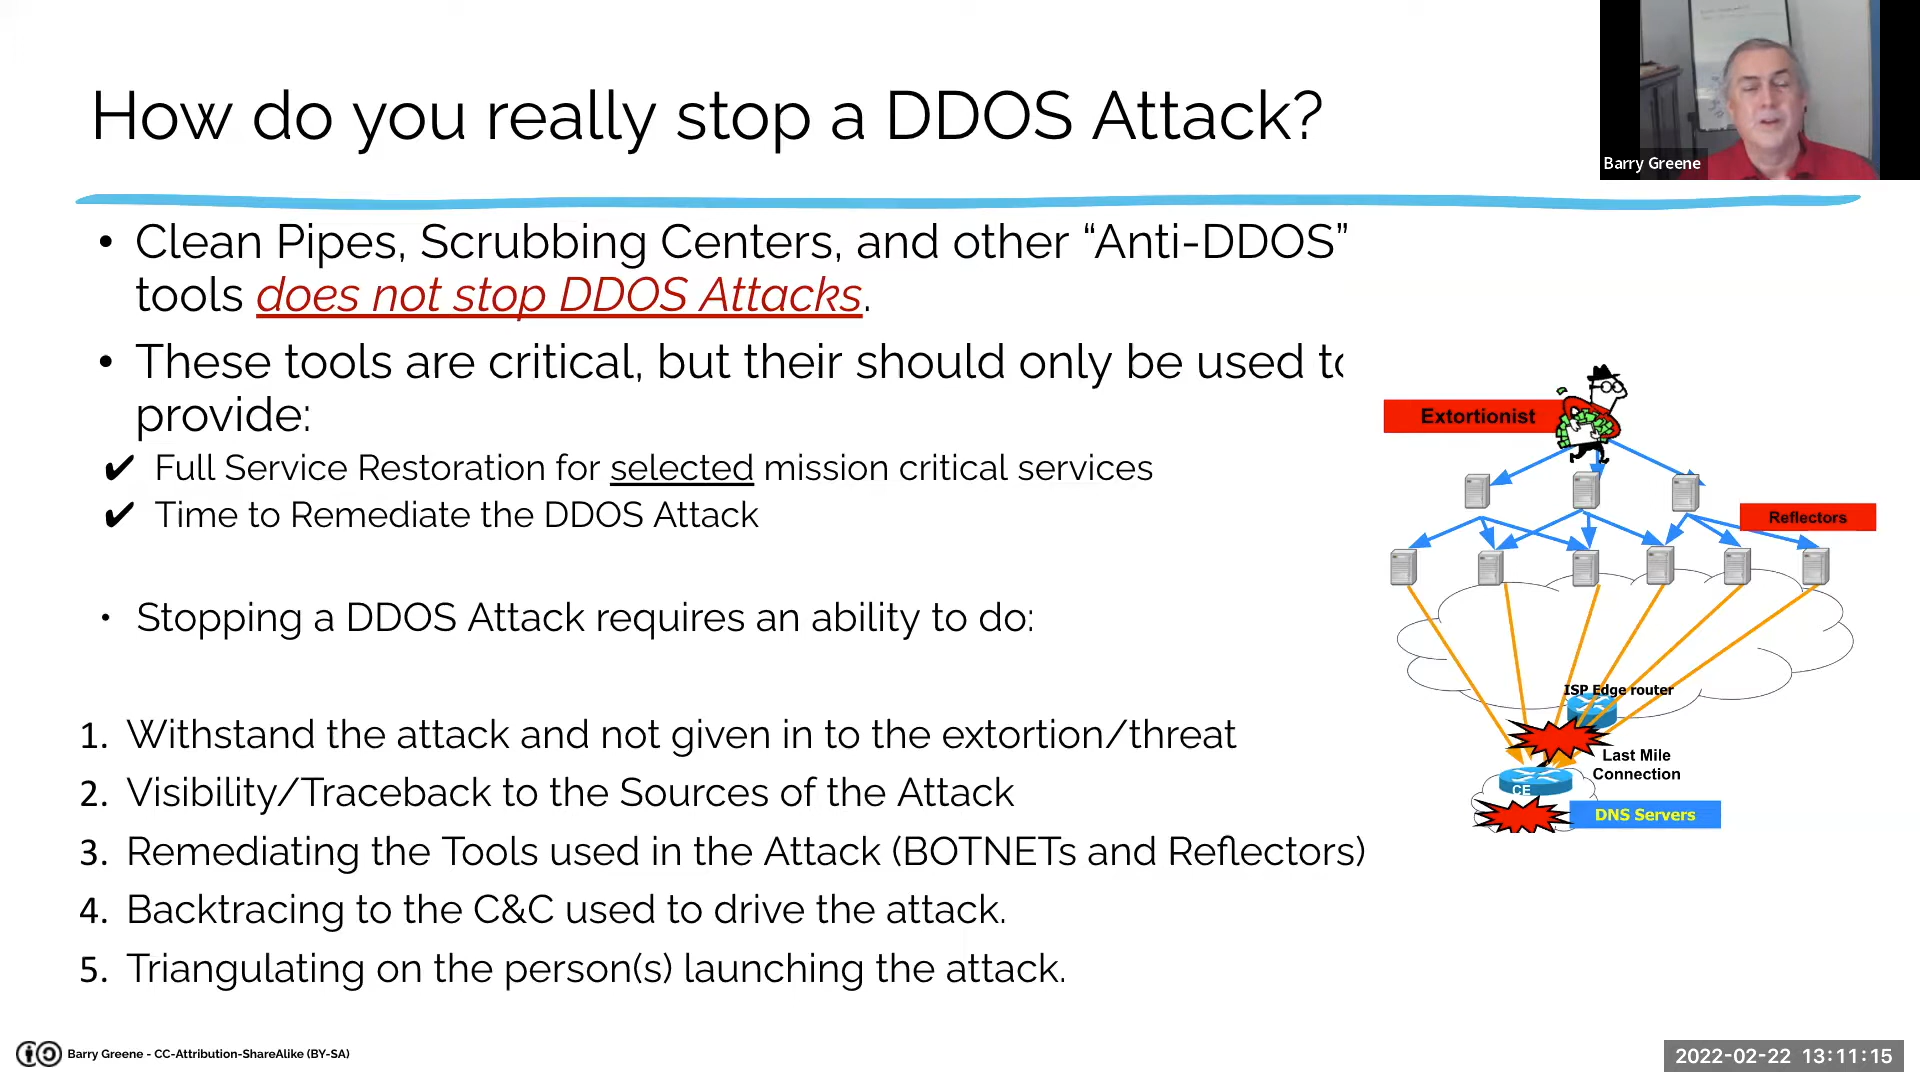 How do you really stop a DDOS Attack?
Barry Greene
• Clean Pipes, Scrubbing Centers, and other “Anti-DDOS”
tools does not stop DDOS Attacks.
• These tools are critical, but their should only be used to
provide:
✔ Full Service Restoration for selected mission critical services
✔ Time to Remediate the DDOS Attack
• Stopping a DDOS Attack requires an ability to do:
1. Withstand the attack and not given in to the extortion/threat
2. Visibility/Traceback to the Sources of the Attack
3. Remediating the Tools used in the Attack (BOTNETs and Reflectors)
4. Backtracing to the C&C used to drive the attack.
5. Triangulating on the person(s) launching the attack.
Extortionist
Reflectors
ISP Edge router
Last Mile
Connection
CE
DNS Servers
Barry Greene - CC-Attribution-ShareAlike (BY-SA)
2022-02-22 13:11:15